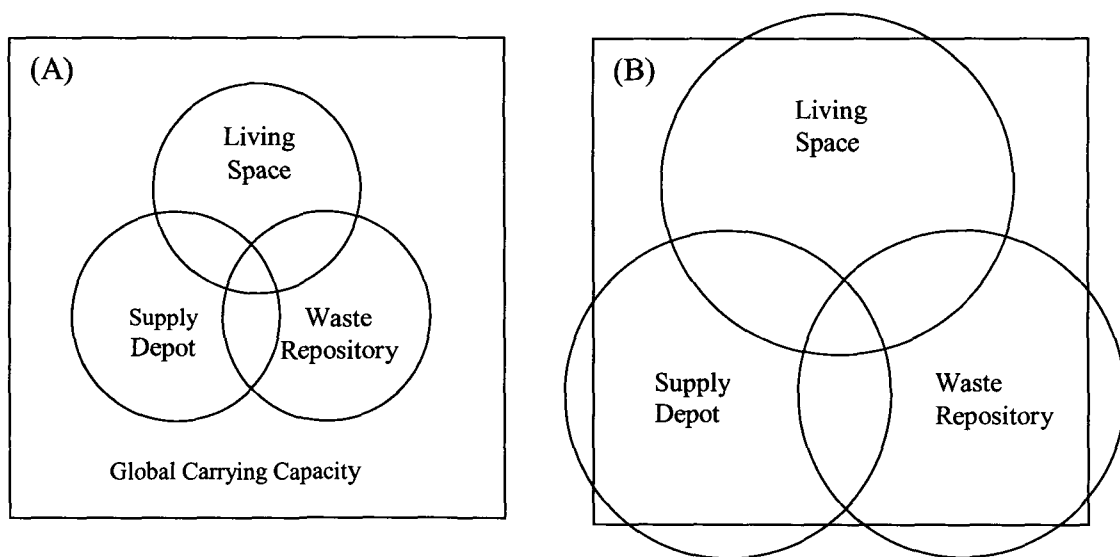 (A)
Living
Space
Supply
Depot
Waste
Repository
Global Carrying Capacity
(B)
Living
Space
Supply
Depot
Waste
Repository